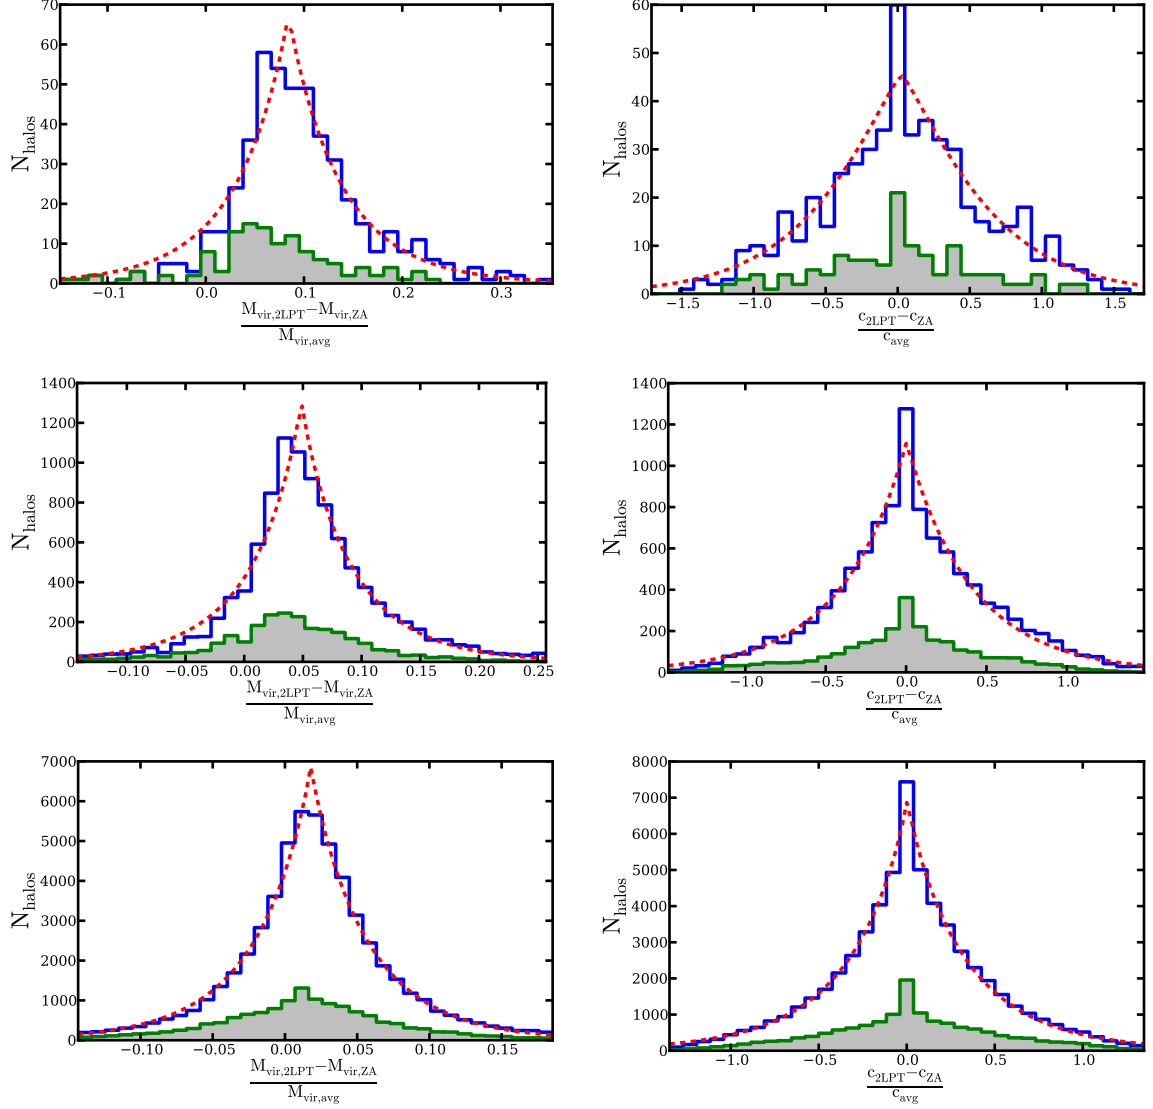 70
60
50
40
30
20
10
0
N_halos
−0.1 0.0 0.1 0.2 0.3
M_vir,2LPT−M_vir,ZA
M_vir,avg
60
50
40
30
20
10
0
N_halos
−1.5 −1.0 −0.5 0.0 0.5 1.0 1.5
c_2LPT−c_ZA
c_avg
1400
1200
1000
800
600
400
200
0
N_halos
−0.10 −0.05 0.00 0.05 0.10 0.15 0.20 0.25
M_vir,2LPT−M_vir,ZA
M_vir,avg
1400
1200
1000
800
600
400
200
0
N_halos
−1.0 −0.5 0.0 0.5 1.0
c_2LPT−c_ZA
c_avg
7000
6000
5000
4000
3000
2000
1000
0
N_halos
−0.10 −0.05 0.00 0.05 0.10 0.15
M_vir,2LPT−M_vir,ZA
M_vir,avg
8000
7000
6000
5000
4000
3000
2000
1000
0
N_halos
−1.0 −0.5 0.0 0.5 1.0
c_2LPT−c_ZA
c_avg